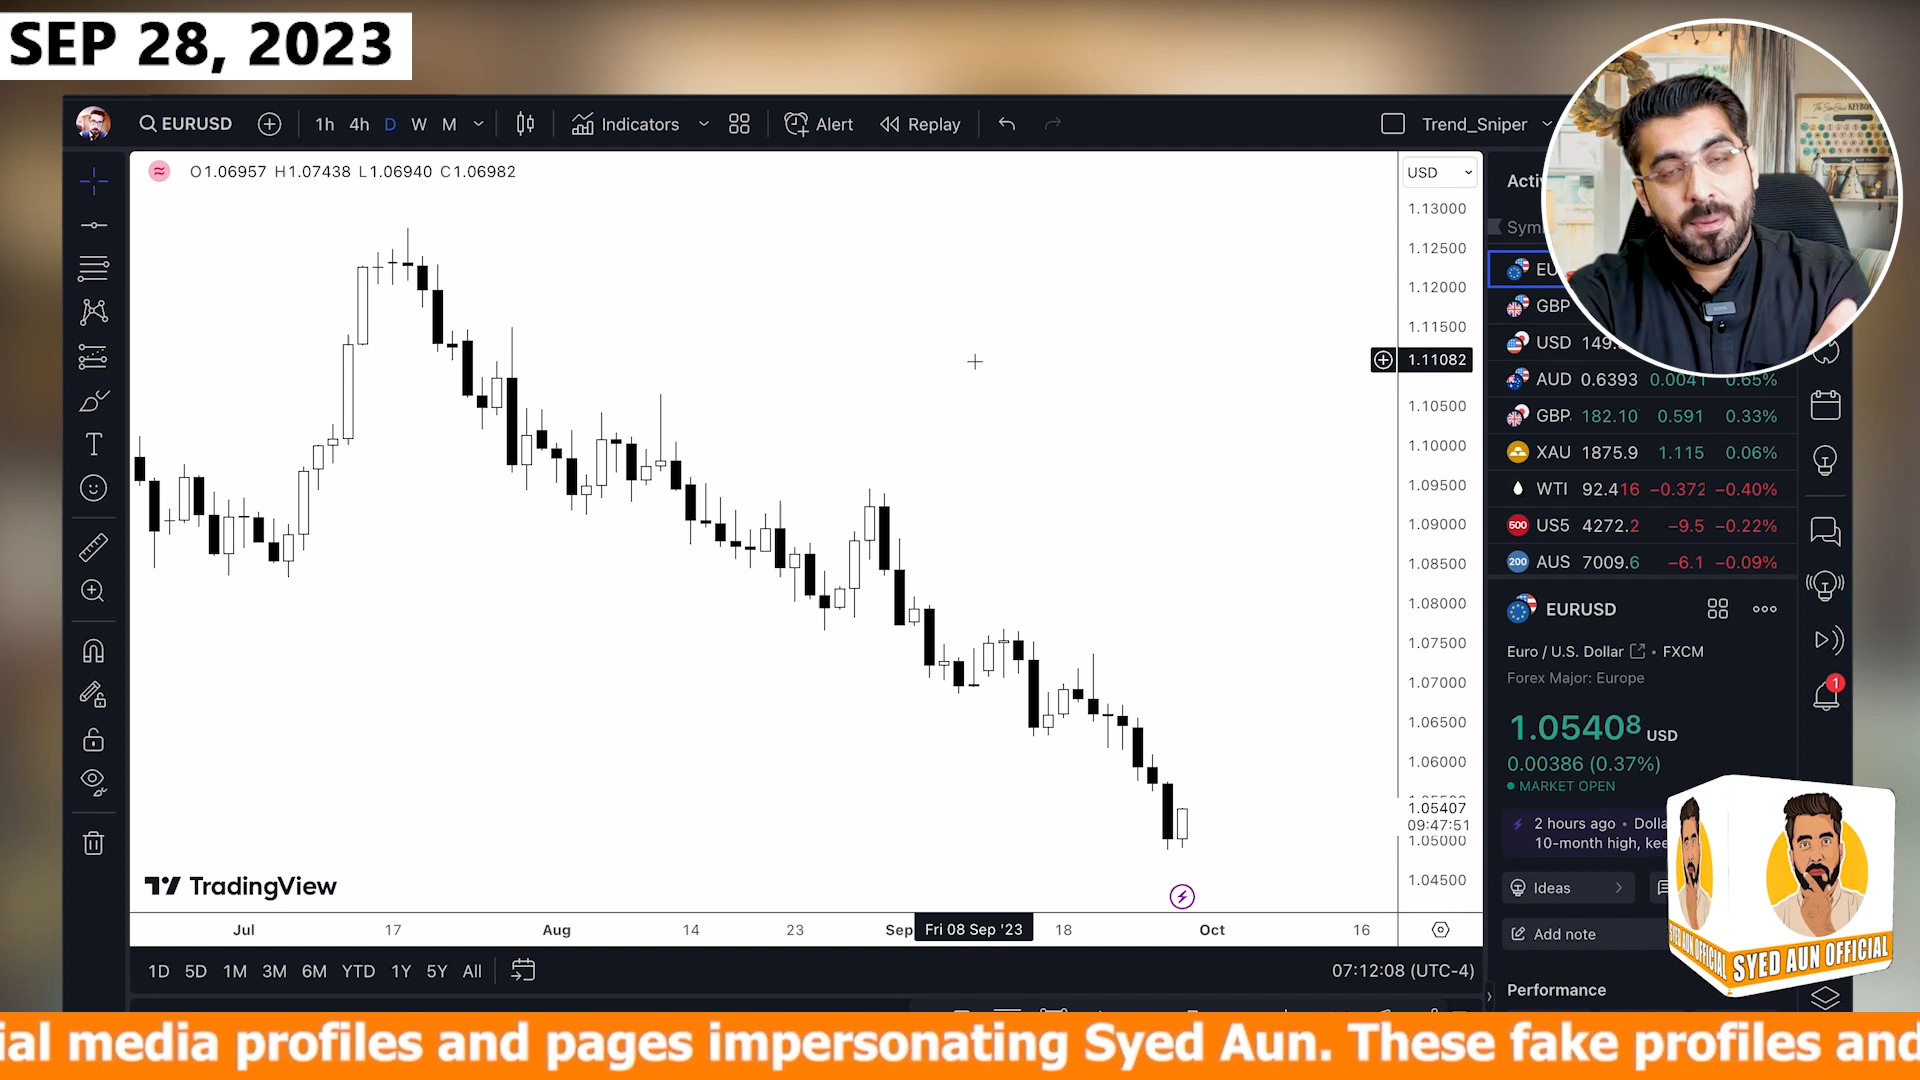 SEP 28, 2023
EURUSD
1h 4h D W M
Indicators
Alert
Replay
Trend_Sniper
O1.06957 H1.07438 L1.06940 C1.06982
USD
1.13000
1.12500
1.12000
1.11500
1.11082
1.10500
1.10000
1.09500
1.09000
1.08500
1.08000
1.07500
1.07000
1.06500
1.06000
1.05407
09:47:51
1.05000
1.04500
TradingView
Jul 17 Aug 14 23 Sep Fri 08 Sep '23 18 Oct 16
1D 5D 1M 3M 6M YTD 1Y 5Y All
07:12:08 (UTC-4)
EU
GBP
USD 149.
AUD 0.6393 0.0041 0.65%
GBP. 182.10 0.591 0.33%
XAU 1875.9 1.115 0.06%
WTI 92.416 −0.372 −0.40%
500 US5 4272.2 −9.5 −0.22%
200 AUS 7009.6 −6.1 −0.09%
EURUSD
Euro / U.S. Dollar • FXCM
Forex Major: Europe
1.05408 USD
0.00386 (0.37%)
MARKET OPEN
2 hours ago • Dolla
10-month high, kee
Ideas
Add note
Performance
1
SYED AUN OFFICIAL
SYED AUN OFFICIAL
ial media profiles and pages impersonating Syed Aun. These fake profiles and